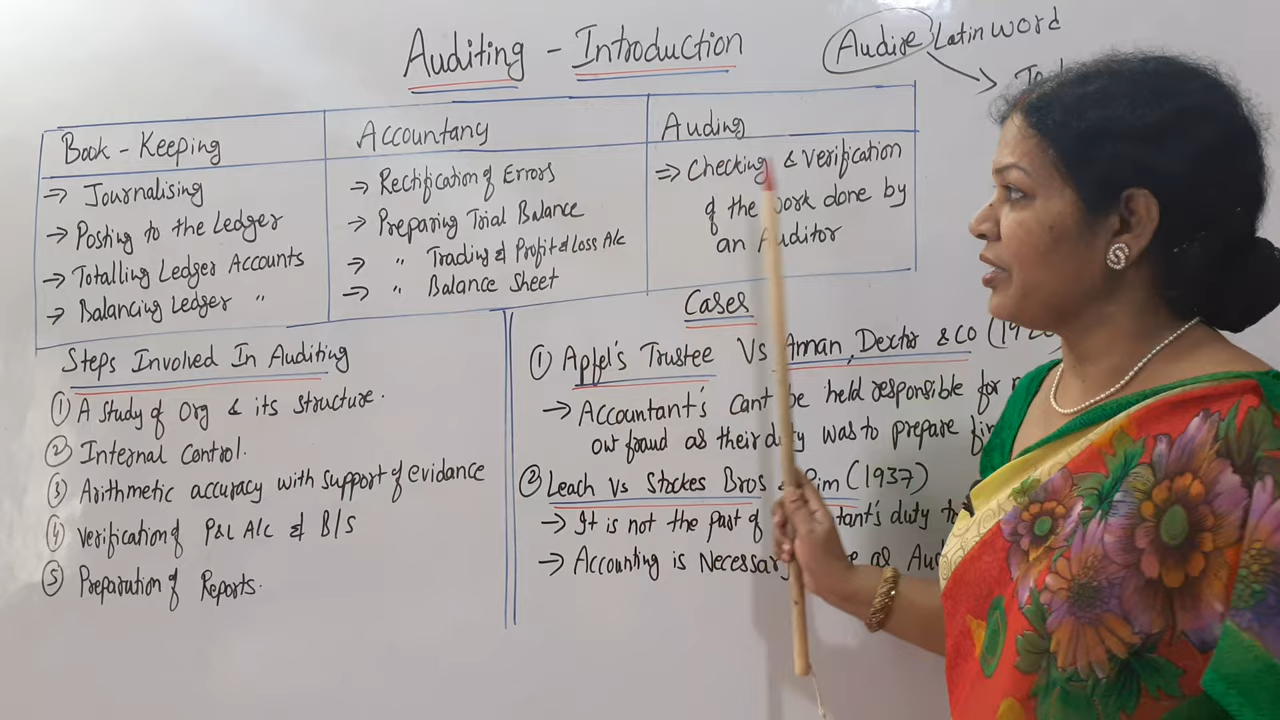 Auditing - Introduction
Audire Latin word
Book - Keeping
→ Journalising
→ Posting to the Ledger
→ Totalling Ledger Accounts
→ Balancing Ledger "
Accountancy
→ Rectification of Errors
→ Preparing Trial Balance
→ " Trading & Profit & Loss A/c
→ " Balance Sheet
Auding
⇒ Checking & verification
of the work done by
an Auditor
Steps Involved In Auditing
① A Study of Org & its structure.
② Internal Control.
③ Arithmetic accuracy with support of evidence
④ Verification of P&L A/c & B/S
⑤ Preparation of Reports.
Cases
① Apfel's Trustee Vs Annan, Dexter & CO
→ Accountant's cant be held responsible for
out fraud as their duty was to prepare
② Leach Vs Stockes Bros & Pim (1937)
→ It is not the part of duty
→ Accounting is Necessary as